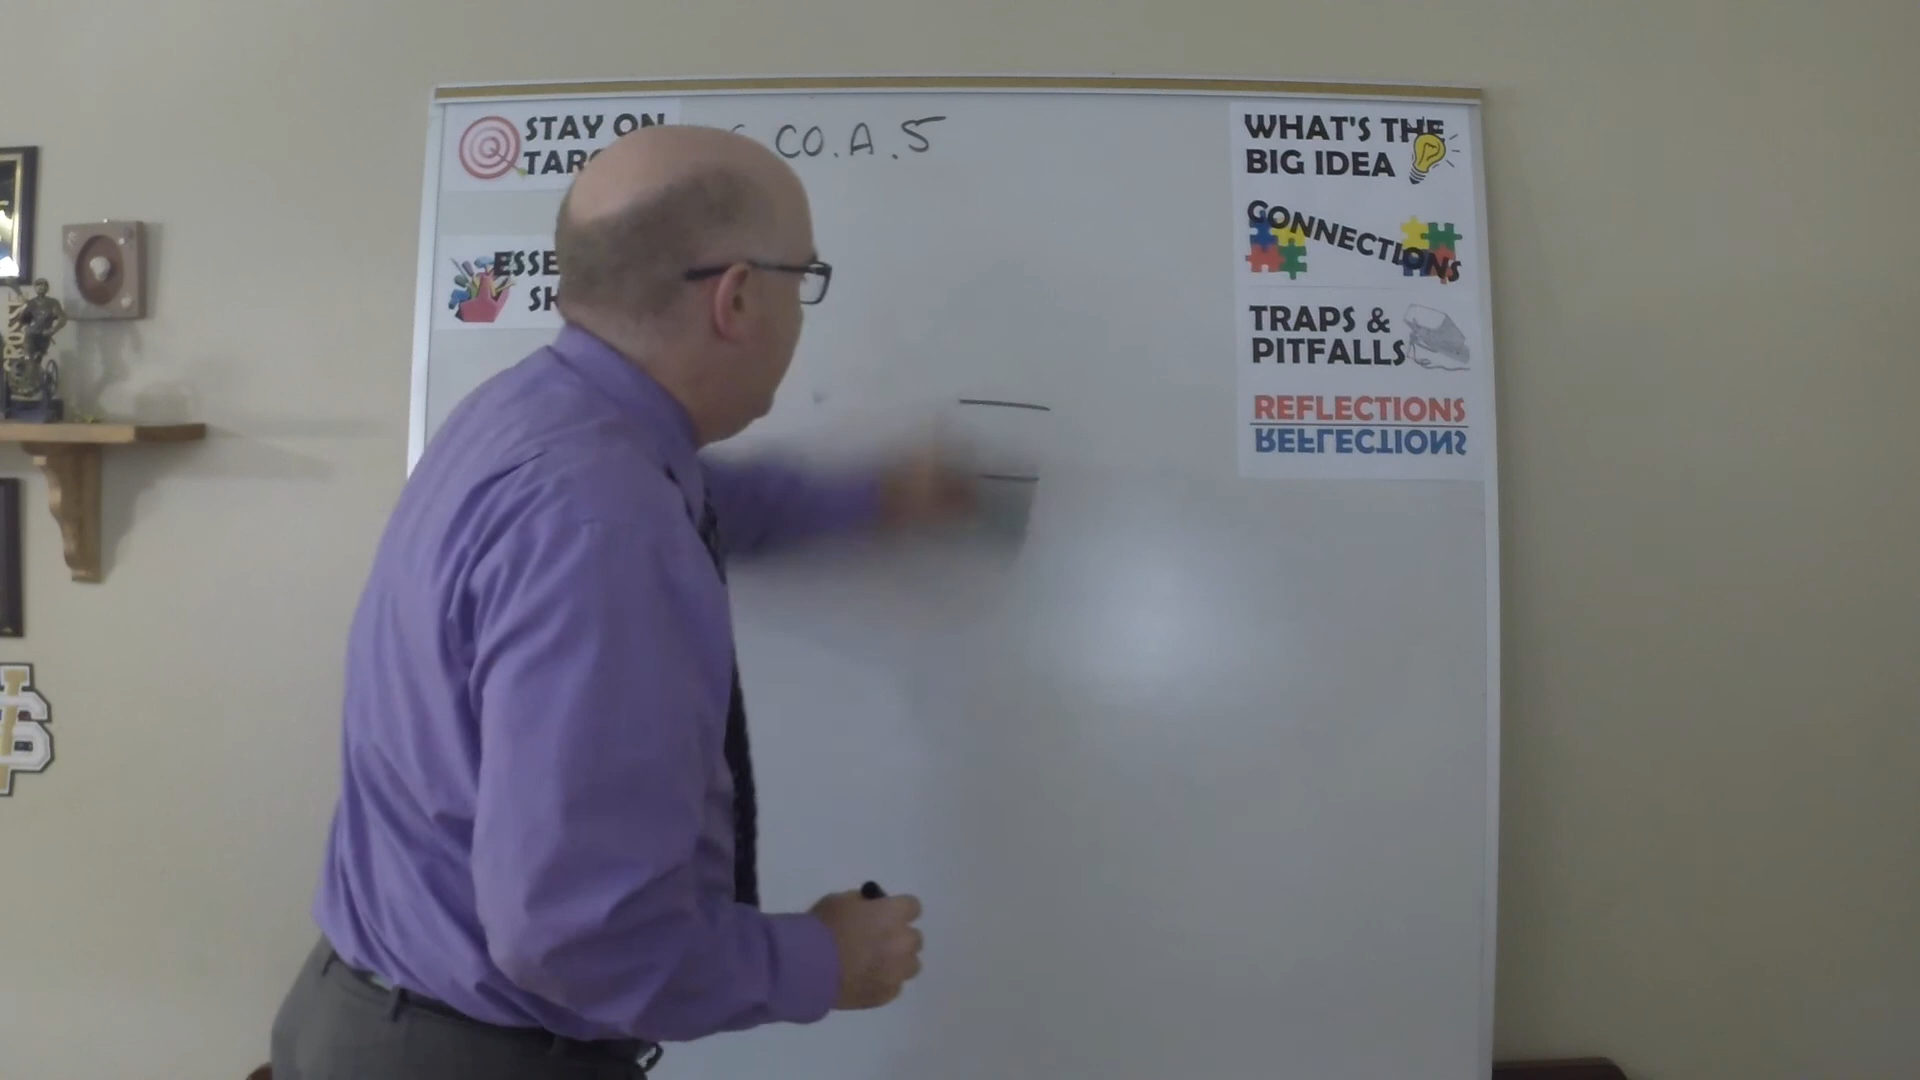 STAY ON
CO.A.5
WHAT'S THE
BIG IDEA
CONNECTIONS
TRAPS &
PITFALLS
REFLECTIONS
REFLECTIONS